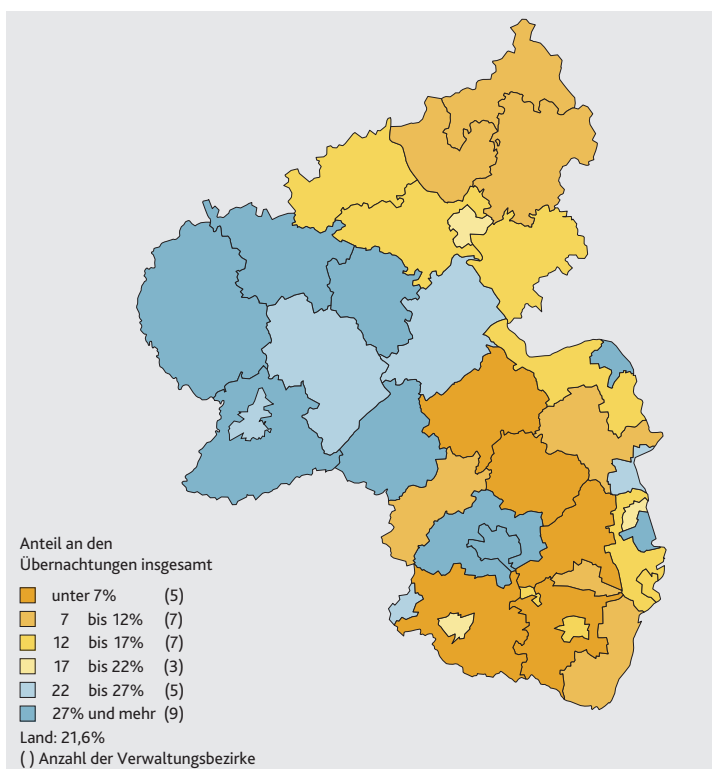 Anteil an den
Übernachtungen insgesamt
unter 7% (5)
7 bis 12% (7)
12 bis 17% (7)
17 bis 22% (3)
22 bis 27% (5)
27% und mehr (9)
Land: 21,6%
( ) Anzahl der Verwaltungsbezirke